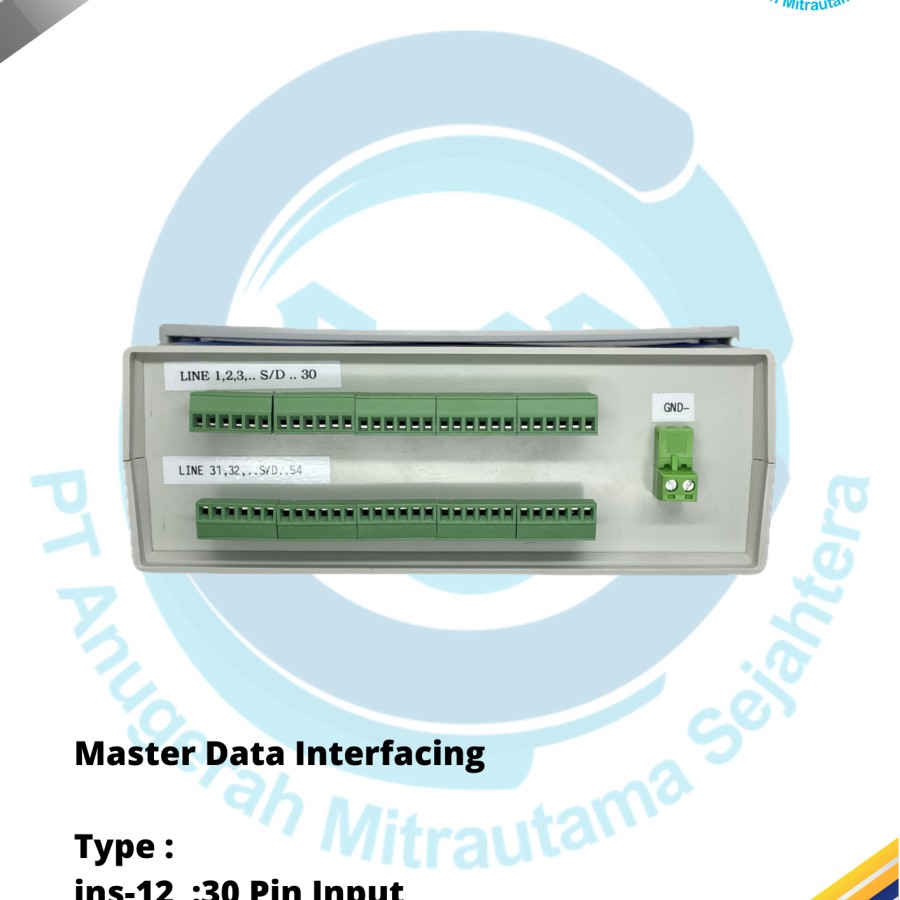 Mitrautama
LINE 1,2,3,.. S/D .. 30
GND-
LINE 31,32,...S/D..54
PT Anugerah Mitrautama Sejahtera
Master Data Interfacing
Type :
ins-12 :30 Pin Input